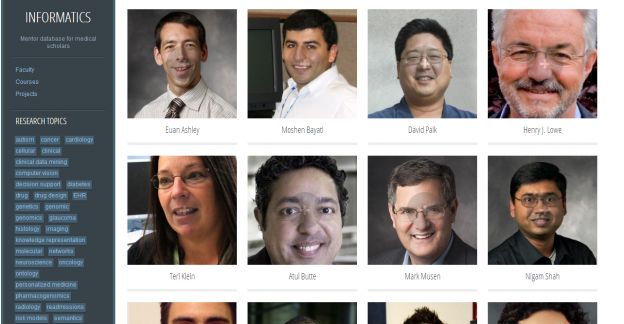 INFORMATICS
Mentor database for medical
scholars
Faculty
Courses
Projects
RESEARCH TOPICS
autism cancer cardiology
cellular clinical
clinical data mining
computer vision
decision support diabetes
drug drug design EHR
genetics genomic
genomics glaucoma
histology imaging
knowledge representation
molecular networks
neuroscience oncology
ontology
personalized medicine
pharmacogenomics
radiology readmissions
risk models semantics
Euan Ashley
Mohsen Bayati
David Paik
Henry J. Lowe
Teri Klein
Atul Butte
Mark Musen
Nigam Shah